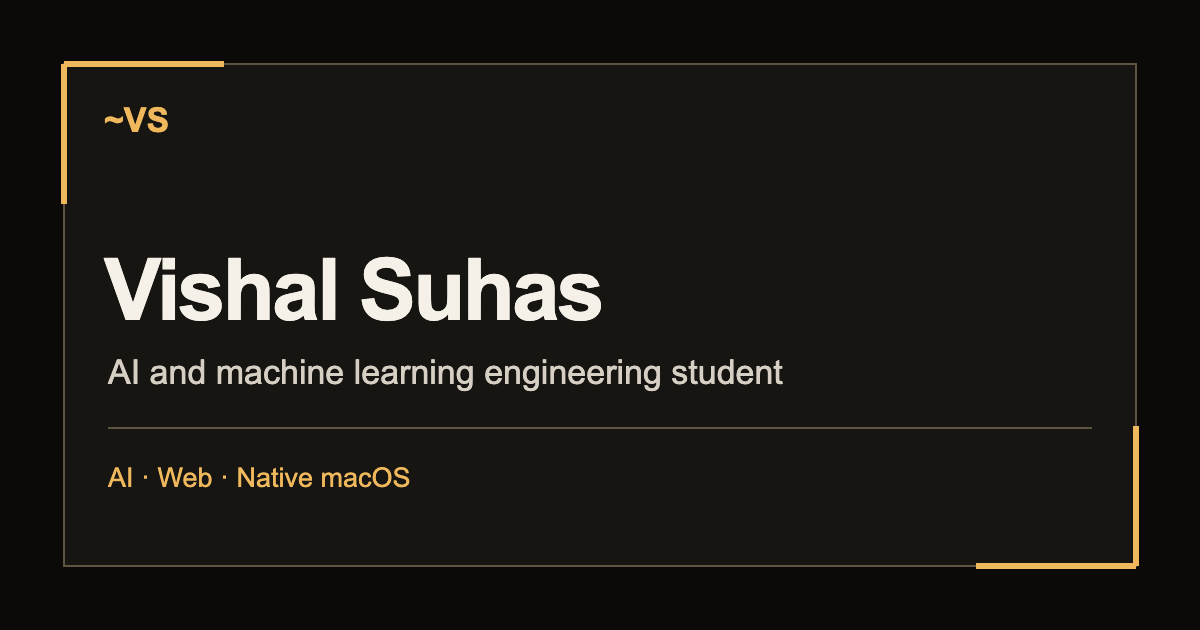 ~VS
Vishal Suhas
AI and machine learning engineering student
AI · Web · Native macOS